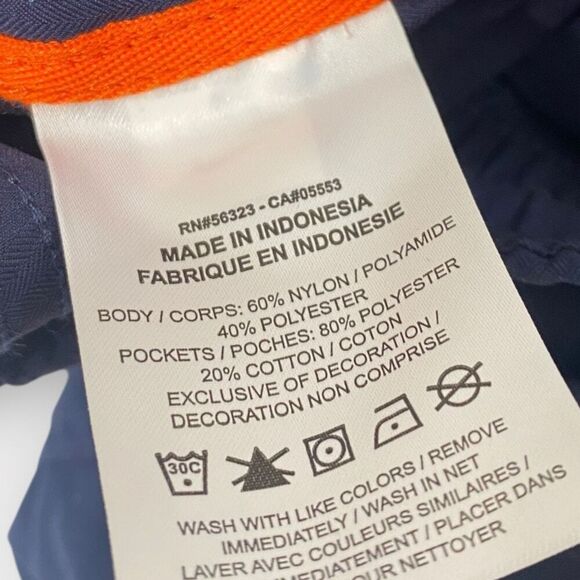 RN#56323 - CA#05553
MADE IN INDONESIA
FABRIQUE EN INDONESIE
BODY / CORPS: 60% NYLON / POLYAMIDE
40% POLYESTER
POCKETS / POCHES: 80% POLYESTER
20% COTTON / COTON
EXCLUSIVE OF DECORATION /
DECORATION NON COMPRISE
30C
WASH WITH LIKE COLORS / REMOVE
IMMEDIATELY / WASH IN NET
LAVER AVEC COULEURS SIMILAIRES /
IMMEDIATEMENT / PLACER DANS
POUR NETTOYER